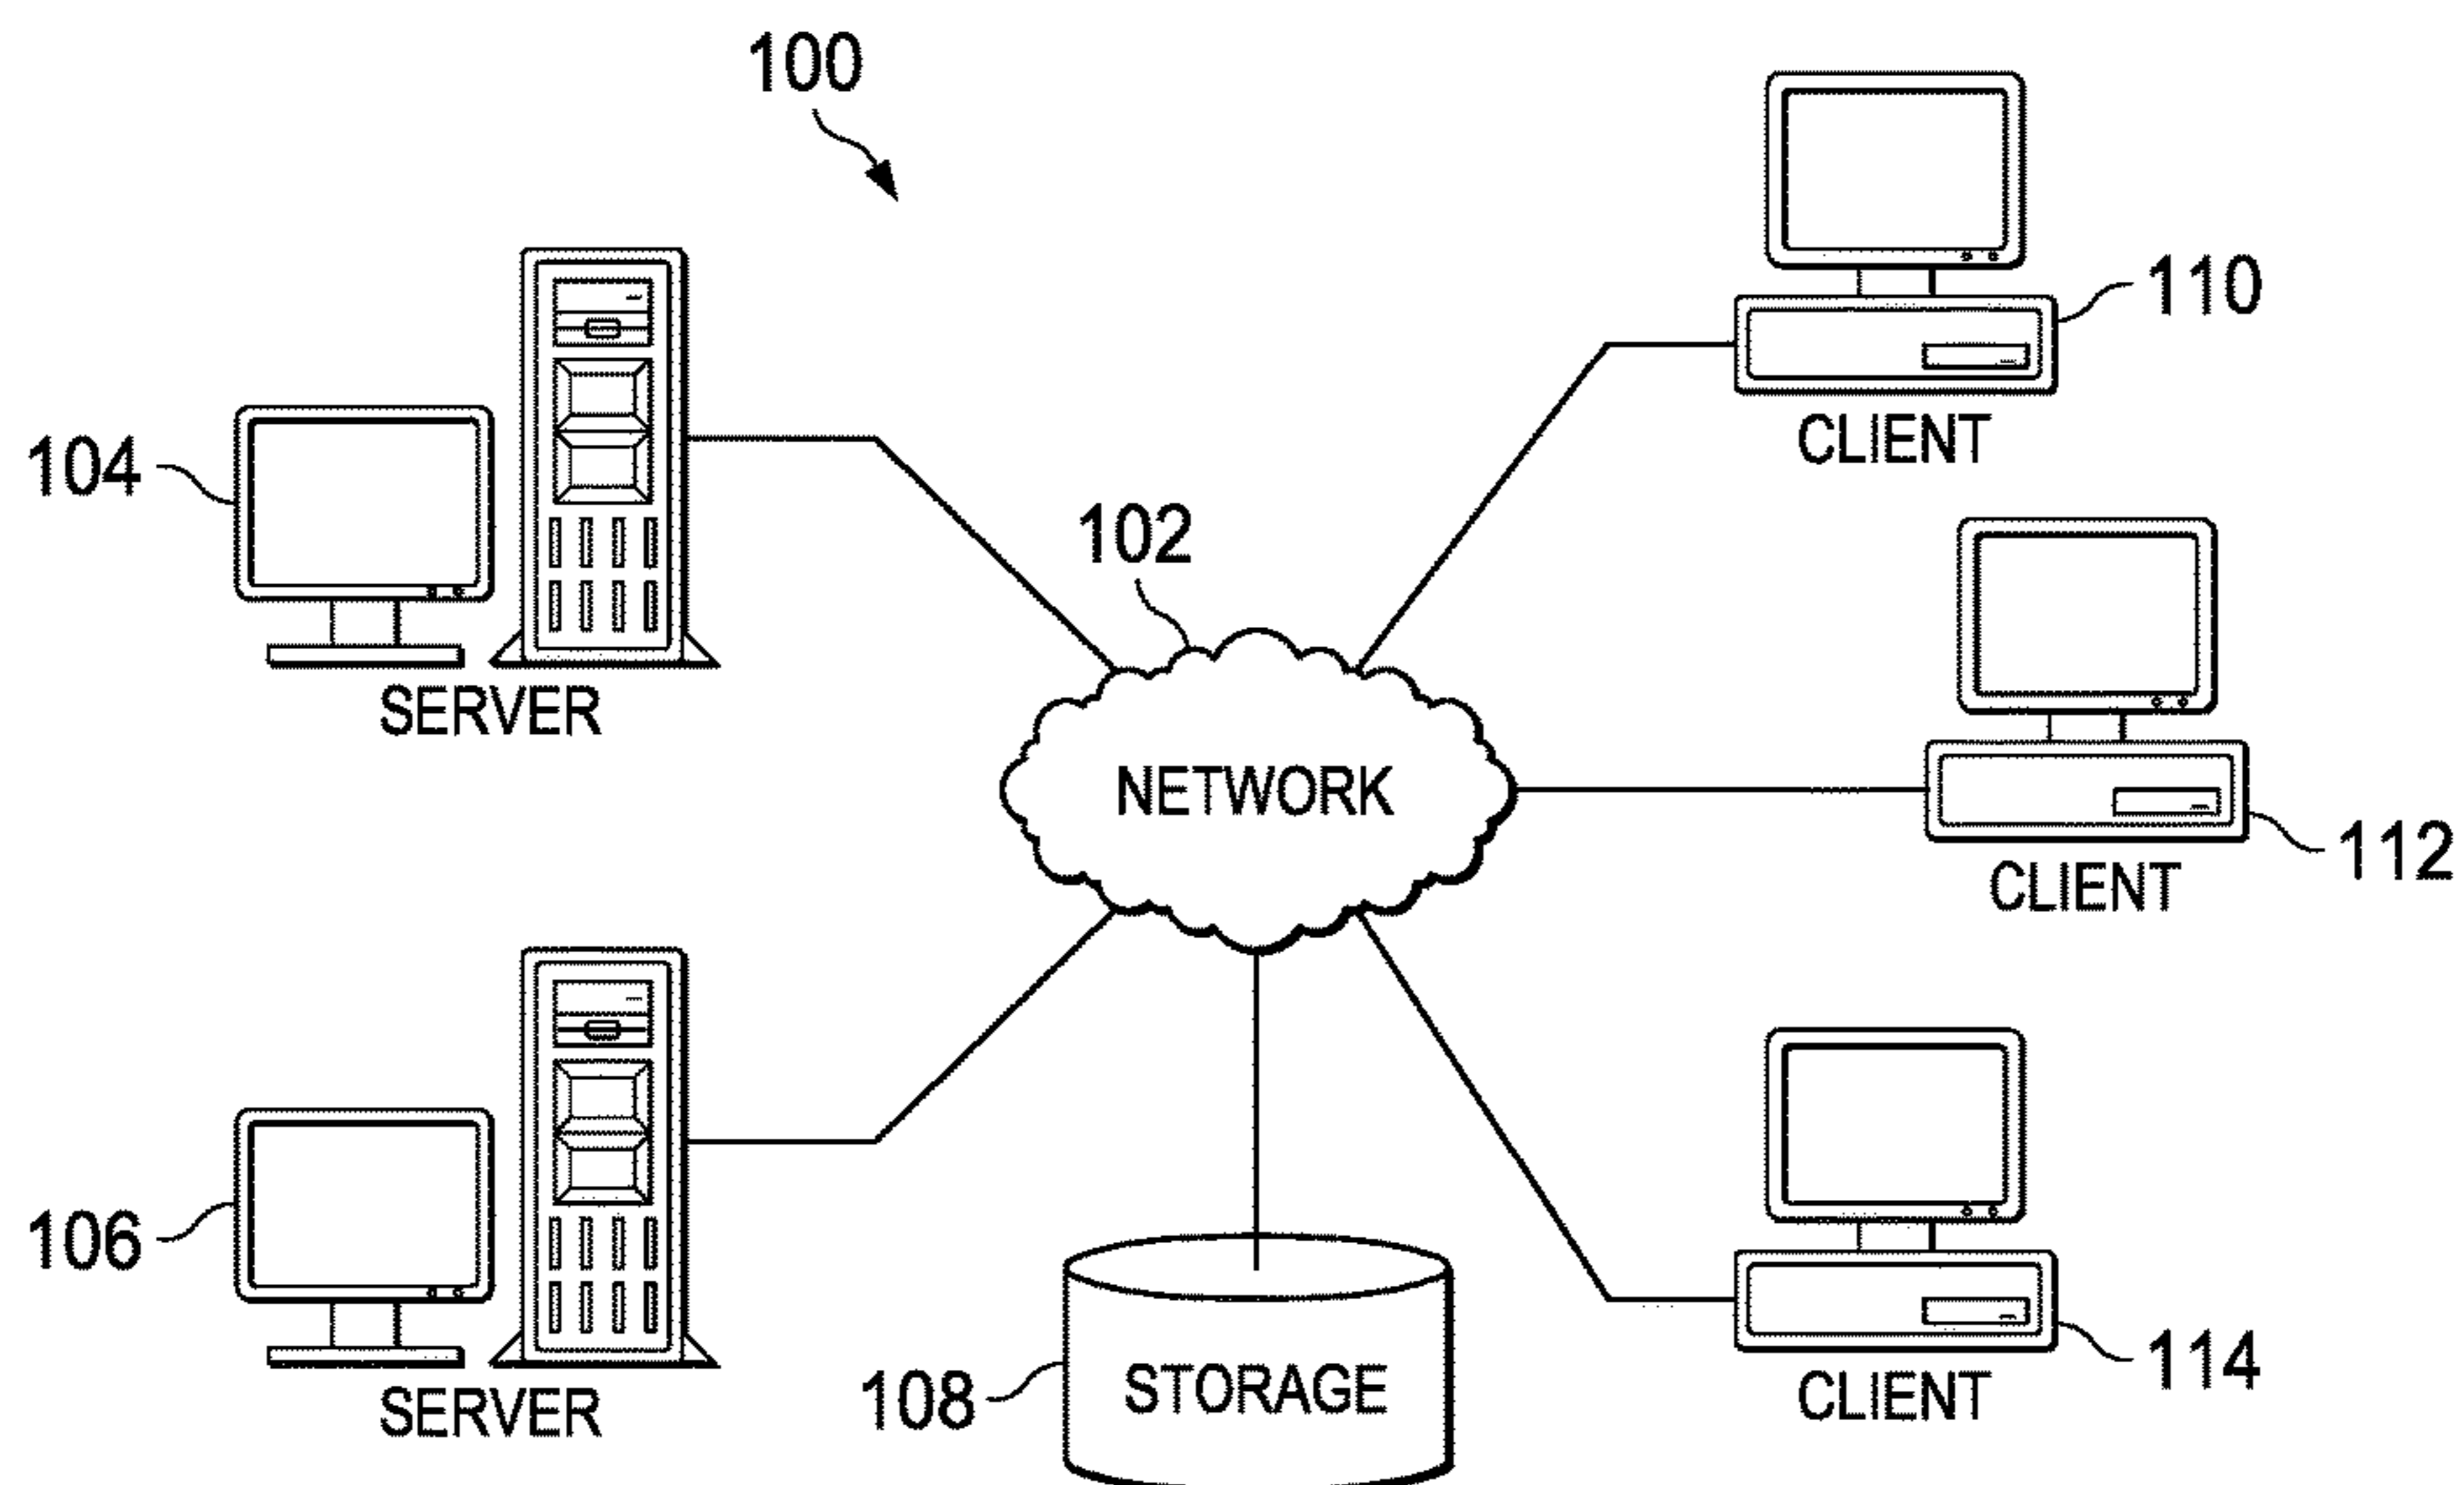 100
110
CLIENT
104
SERVER
102
NETWORK
112
CLIENT
106
SERVER
108
STORAGE
114
CLIENT